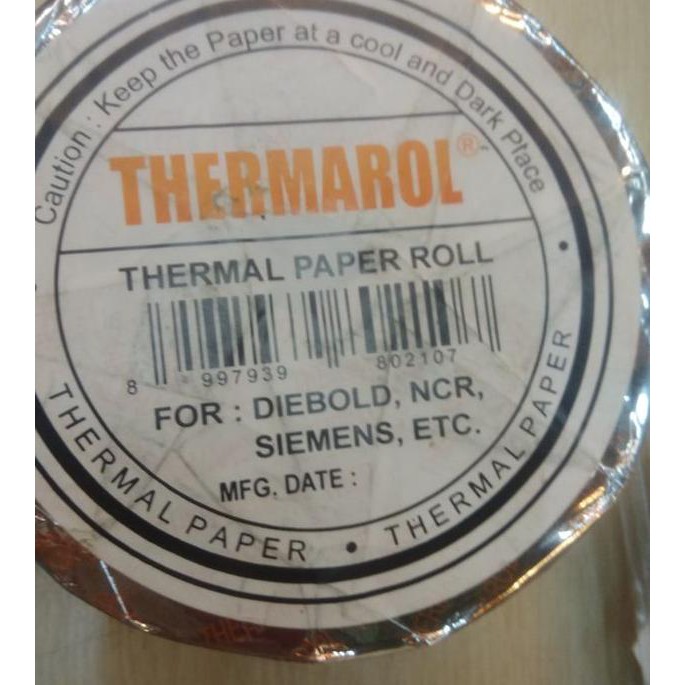 Caution : Keep the Paper at a cool and Dark Place
THERMAROL®
THERMAL PAPER ROLL
8 997939 802107
FOR : DIEBOLD, NCR,
SIEMENS, ETC.
MFG. DATE :
THERMAL PAPER • THERMAL PAPER •